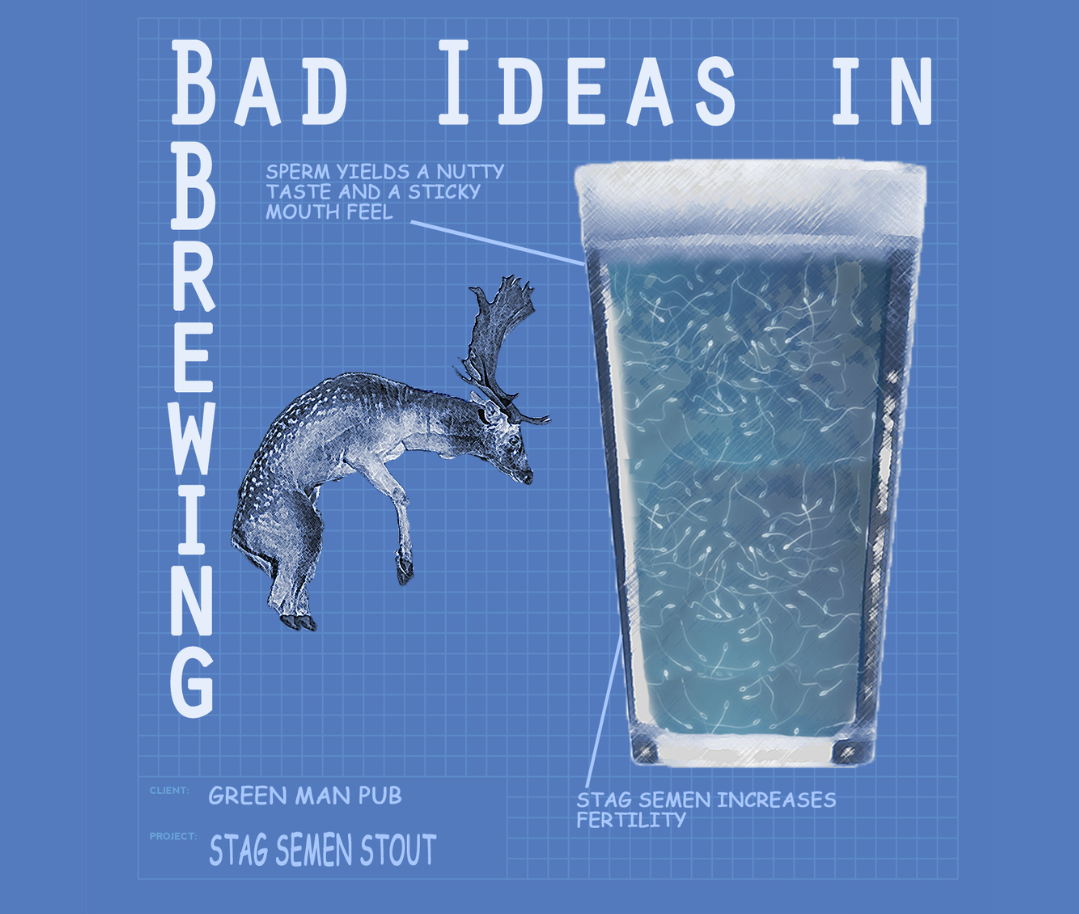 Bad Ideas in
Brewing
SPERM YIELDS A NUTTY
TASTE AND A STICKY
MOUTH FEEL
STAG SEMEN INCREASES
FERTILITY
CLIENT: GREEN MAN PUB
PROJECT: STAG SEMEN STOUT